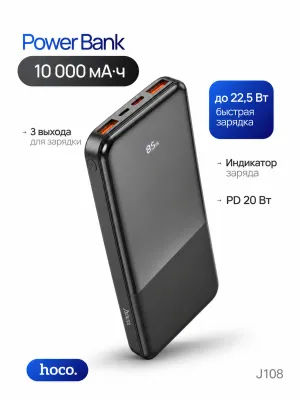 Power Bank
10 000 мА·ч
до 22,5 Вт
быстрая
зарядка
3 выхода
для зарядки
85%
Индикатор
заряда
PD 20 Вт
hoco.
hoco.
J108